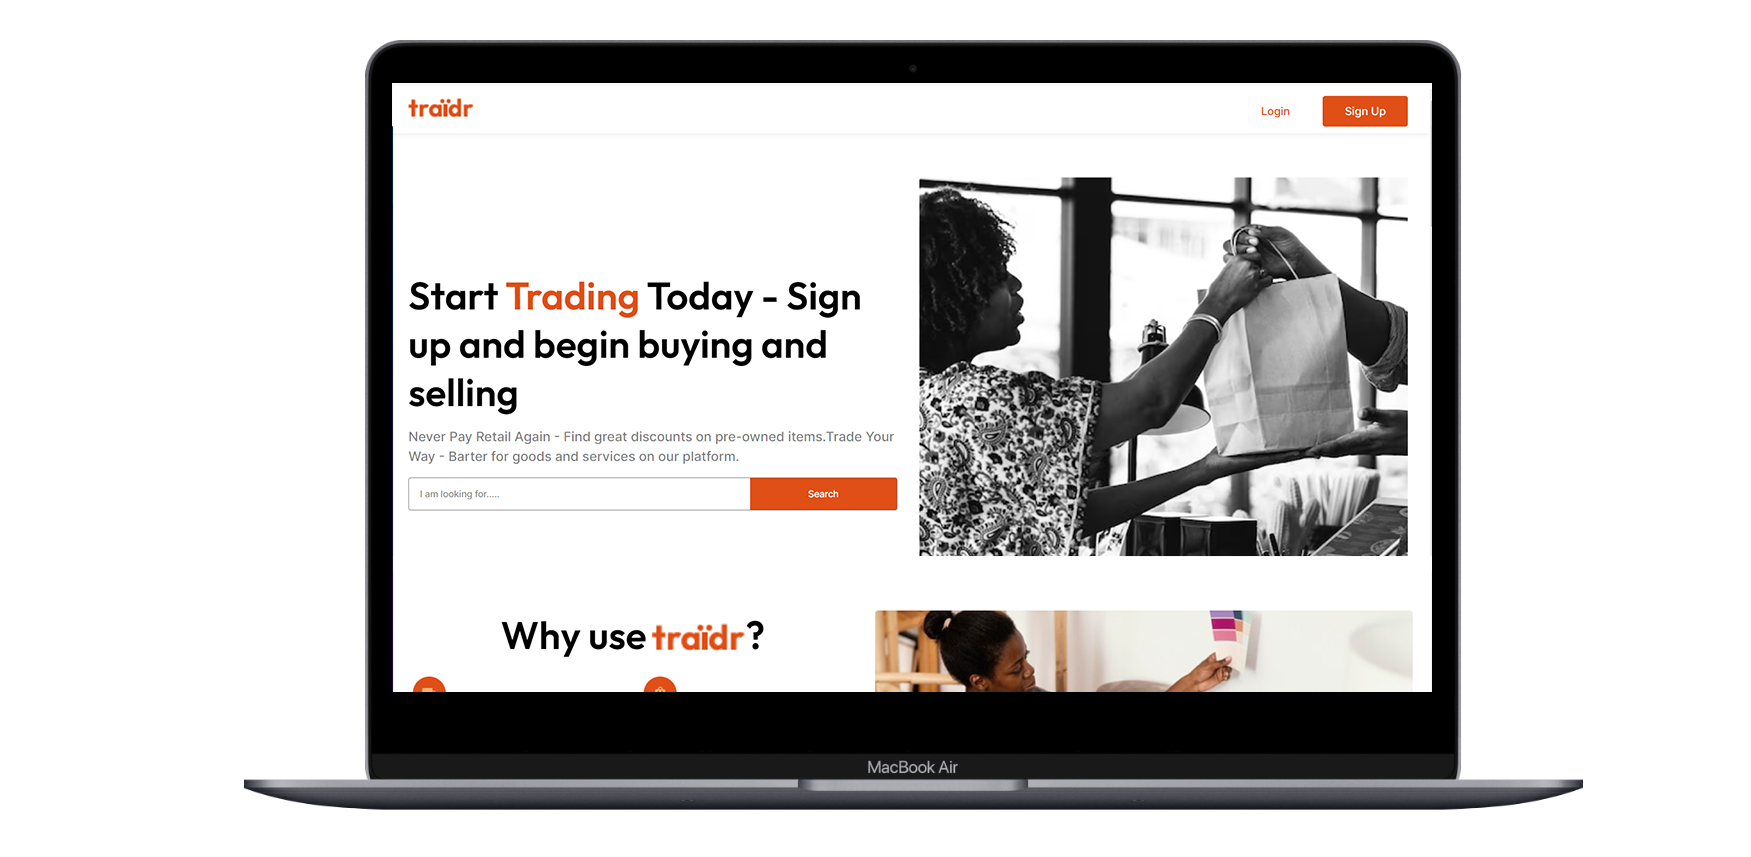 traïdr
Login
Sign Up
Start Trading Today - Sign
up and begin buying and
selling
Never Pay Retail Again - Find great discounts on pre-owned items.Trade Your
Way - Barter for goods and services on our platform.
I am looking for.....
Search
Why use traïdr?
MacBook Air